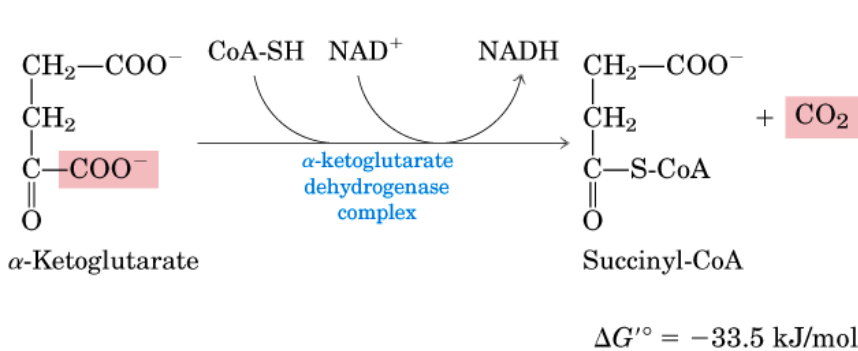 CH₂—COO⁻ CoA-SH NAD⁺ NADH CH₂—COO⁻
CH₂ CH₂ + CO₂
C—COO⁻ α-ketoglutarate C—S-CoA
dehydrogenase
O complex O
α-Ketoglutarate Succinyl-CoA
ΔG′° = −33.5 kJ/mol